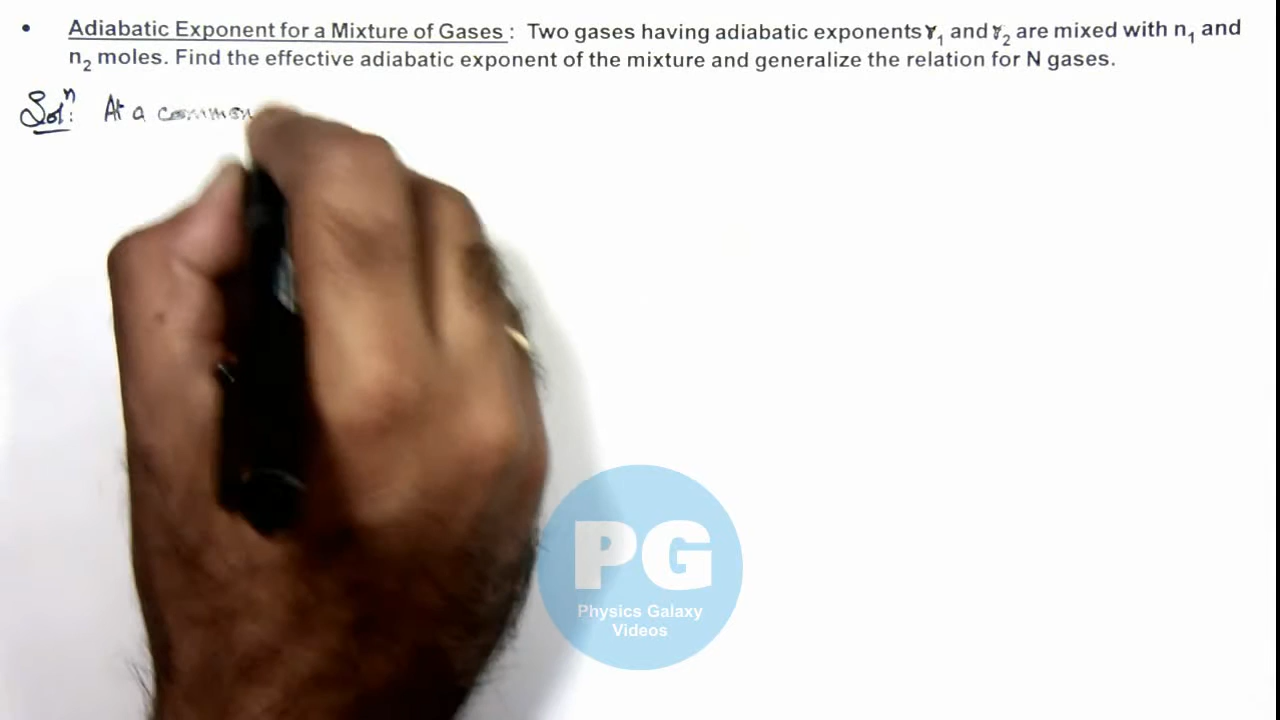 • Adiabatic Exponent for a Mixture of Gases : Two gases having adiabatic exponents γ₁ and γ₂ are mixed with n₁ and
n₂ moles. Find the effective adiabatic exponent of the mixture and generalize the relation for N gases.
Solⁿ: At a common
PG
Physics Galaxy
Videos